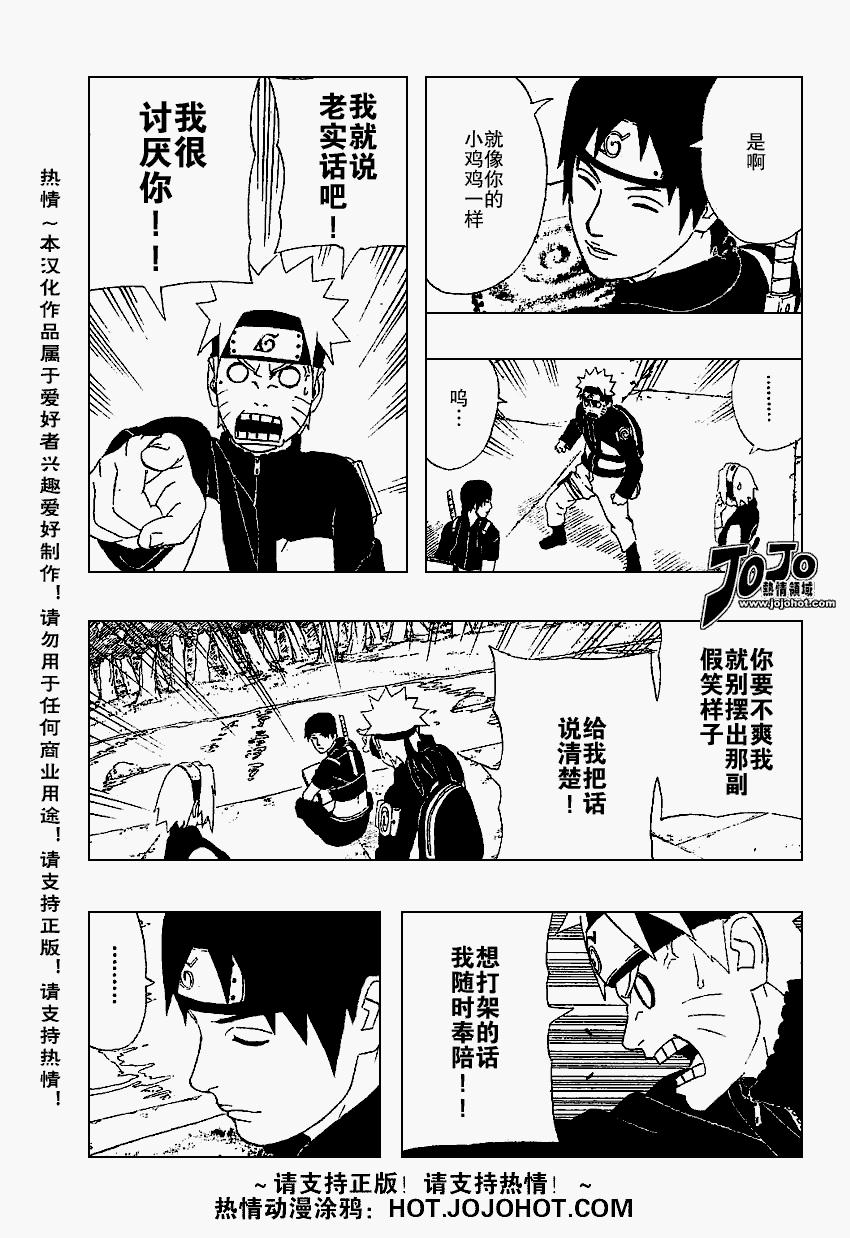 是啊
就像你的
小鸡鸡一样
………
呜…
我就说
老实话吧！
我很
讨厌你！！
你要不爽我
就别摆出那副
假笑样子
给我把话
说清楚！
想打架的话
我随时奉陪！！
………
热情～本汉化作品属于爱好者兴趣爱好制作！请勿用于任何商业用途！请支持正版！请支持热情！
JOJO
热情領域
www.jojohot.com
～请支持正版！请支持热情！～
热情动漫涂鸦：HOT.JOJOHOT.COM